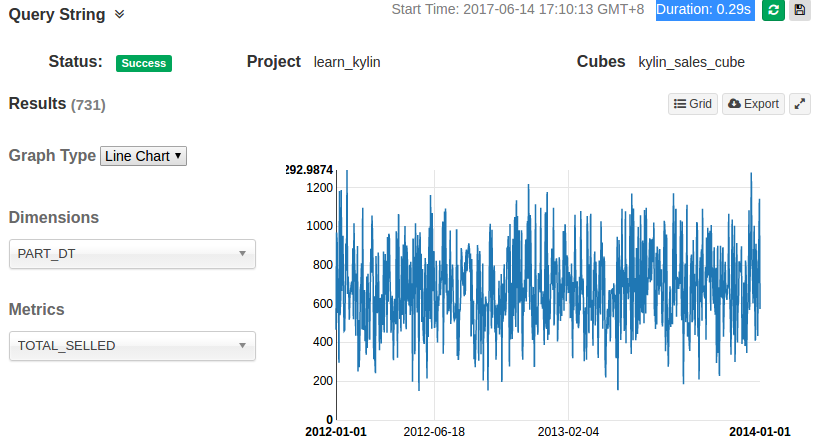 Query String Start Time: 2017-06-14 17:10:13 GMT+8 Duration: 0.29s
Status: Success Project learn_kylin Cubes kylin_sales_cube
Results (731) Grid Export
Graph Type Line Chart
Dimensions
PART_DT
Metrics
TOTAL_SELLED
292.9874
1200
1000
800
600
400
200
0
2012-01-01 2012-06-18 2013-02-04 2014-01-01